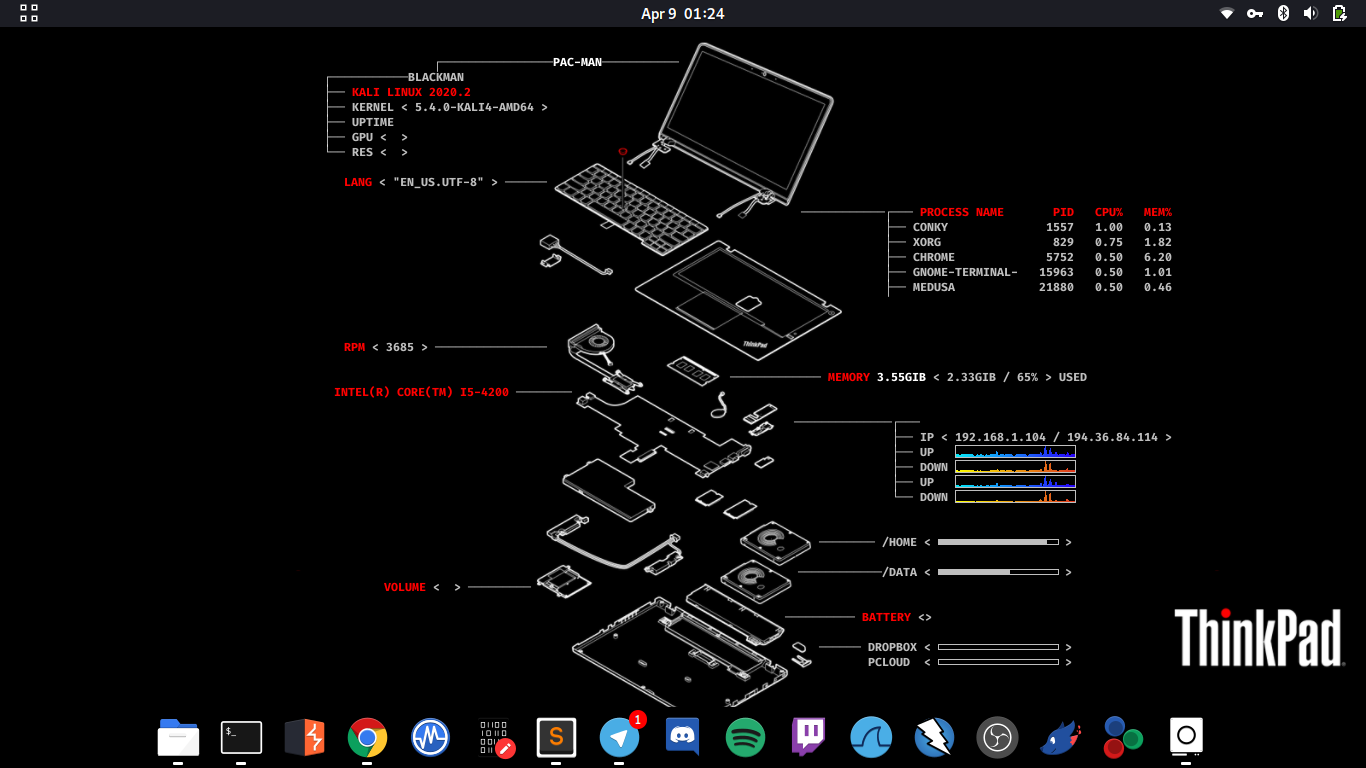 Apr 9 01:24
PAC-MAN
BLACKMAN
KALI LINUX 2020.2
KERNEL < 5.4.0-KALI4-AMD64 >
UPTIME
GPU < >
RES < >
LANG < "EN_US.UTF-8" >
PROCESS NAME PID CPU% MEM%
CONKY 1557 1.00 0.13
XORG 829 0.75 1.82
CHROME 5752 0.50 6.20
GNOME-TERMINAL- 15963 0.50 1.01
MEDUSA 21880 0.50 0.46
ThinkPad
RPM < 3685 >
MEMORY 3.55GIB < 2.33GIB / 65% > USED
INTEL(R) CORE(TM) I5-4200
IP < 192.168.1.104 / 194.36.84.114 >
UP
DOWN
UP
DOWN
/HOME < >
/DATA < >
VOLUME < >
BATTERY <>
DROPBOX < >
PCLOUD < >
ThinkPad
$_
01100
0110
S
1